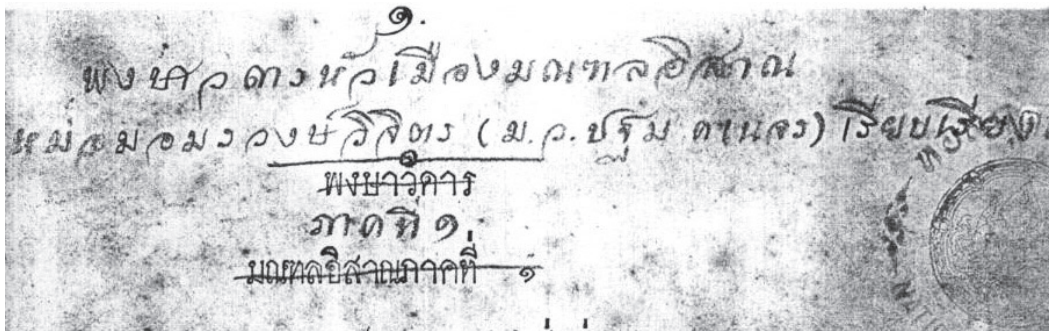 ๑.
พงษาวดารหัวเมืองมณฑลอิสาณ
หม่อมอมรวงษ์วิจิตร (ม.ว.ปฐม คเนจร) เรียบเรียง
๑
พงษาวดาร
ภาคที่ ๑
มณฑลอิสาณภาคที่ ๑